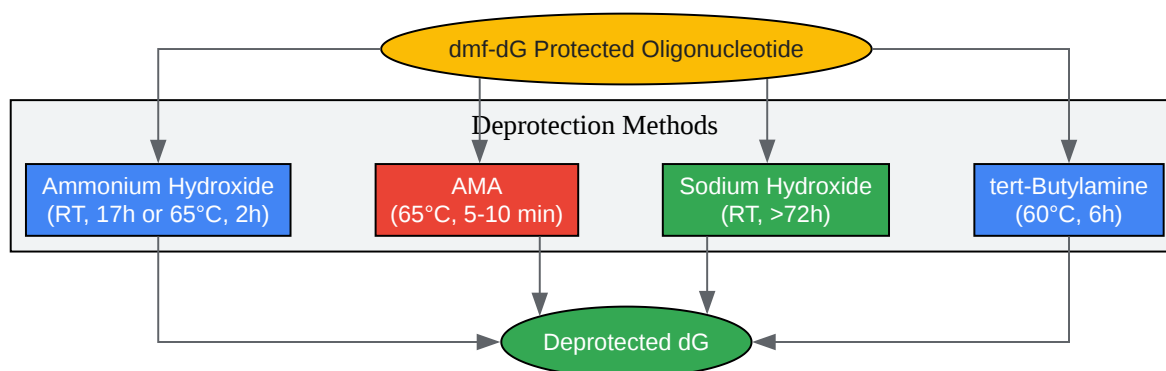 dmf-dG Protected Oligonucleotide
Deprotection Methods
Ammonium Hydroxide
(RT, 17h or 65°C, 2h)
AMA
(65°C, 5-10 min)
Sodium Hydroxide
(RT, >72h)
tert-Butylamine
(60°C, 6h)
Deprotected dG